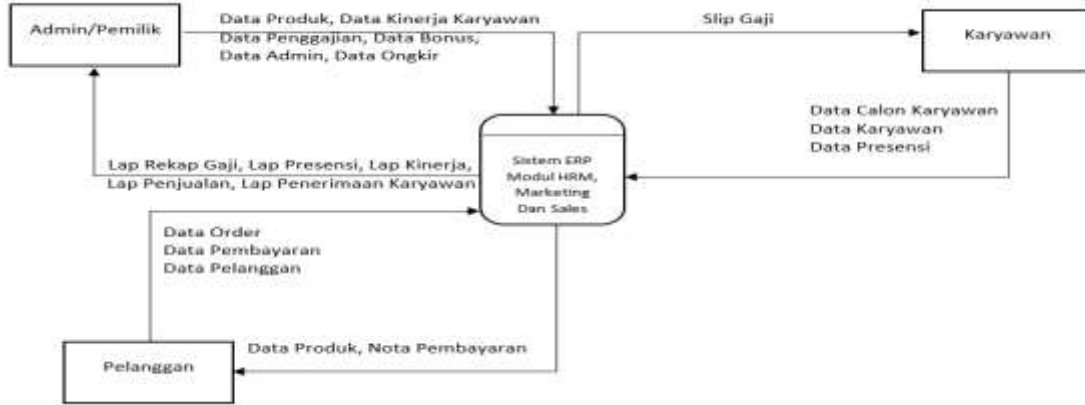 Admin/Pemilik
Data Produk, Data Kinerja Karyawan
Data Penggajian, Data Bonus,
Data Admin, Data Ongkir
Slip Gaji
Karyawan
Data Calon Karyawan
Data Karyawan
Data Presensi
Sistem ERP
Modul HRM,
Marketing
Dan Sales
Lap Rekap Gaji, Lap Presensi, Lap Kinerja,
Lap Penjualan, Lap Penerimaan Karyawan
Data Order
Data Pembayaran
Data Pelanggan
Data Produk, Nota Pembayaran
Pelanggan